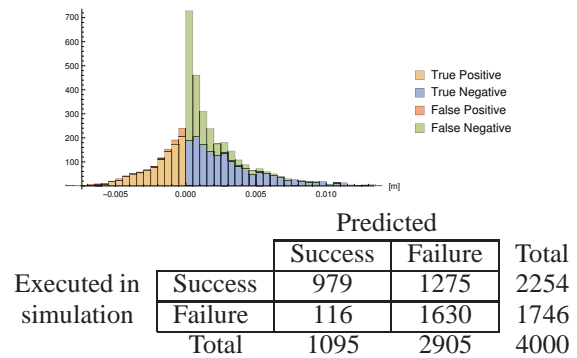 700
600
500
400
300
200
100
−0.005 0.000 0.005 0.010 [m]
True Positive
True Negative
False Positive
False Negative
Predicted
Success Failure Total
Executed in simulation
Success 979 1275 2254
Failure 116 1630 1746
Total 1095 2905 4000